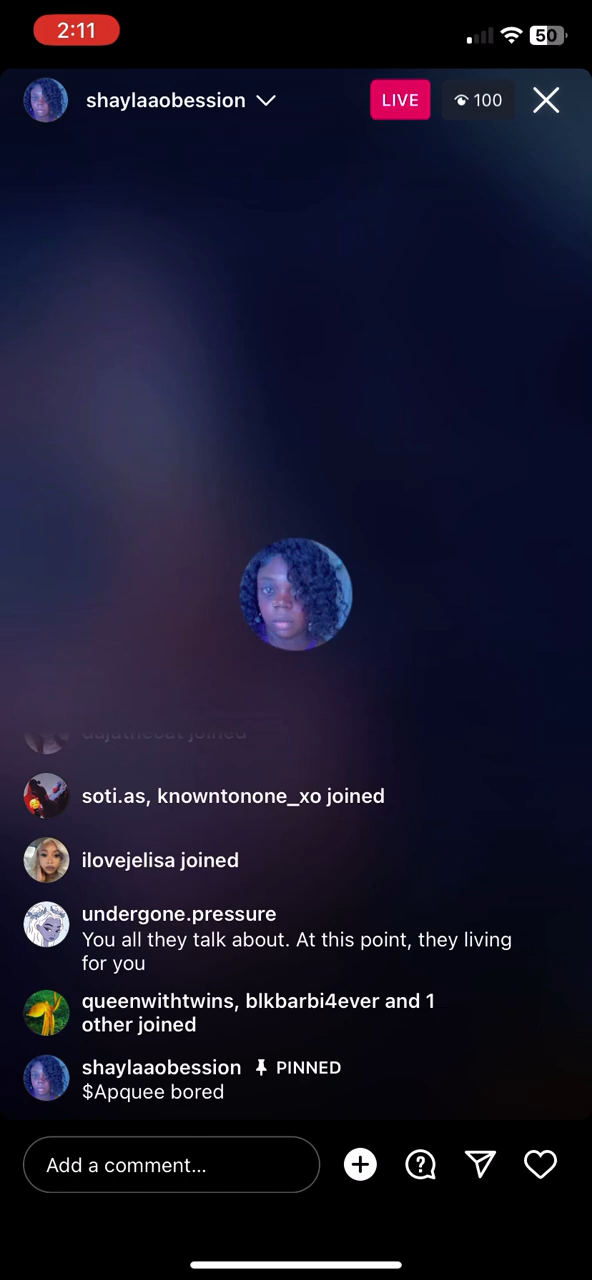 2:11
50
shaylaaobession
LIVE
100
dajathecat joined
soti.as, knowntonone_xo joined
ilovejelisa joined
undergone.pressure
You all they talk about. At this point, they living
for you
queenwithtwins, blkbarbi4ever and 1
other joined
shaylaaobession PINNED
$Apquee bored
Add a comment...